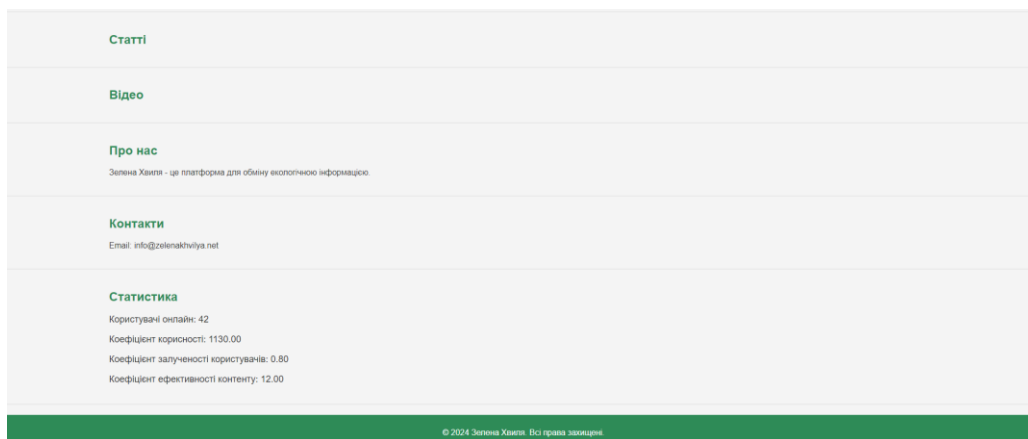 Статті
Відео
Про нас
Зелена Хвиля - це платформа для обміну екологічною інформацією.
Контакти
Email: info@zelenakhvilya.net
Статистика
Користувачі онлайн: 42
Коефіцієнт корисності: 1130.00
Коефіцієнт залученості користувачів: 0.80
Коефіцієнт ефективності контенту: 12.00
© 2024 Зелена Хвиля. Всі права захищені.